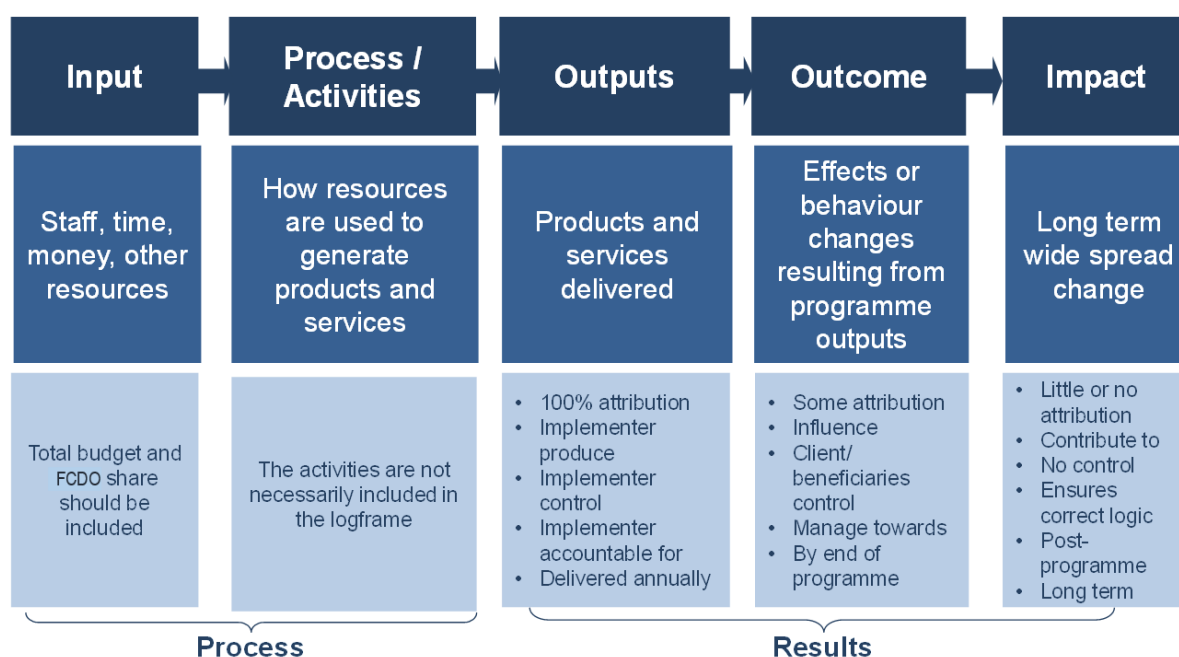 Input
Process /
Activities
Outputs
Outcome
Impact
Staff, time,
money, other
resources
How resources
are used to
generate
products and
services
Products and
services
delivered
Effects or
behaviour
changes
resulting from
programme
outputs
Long term
wide spread
change
Total budget and
FCDO share
should be
included
The activities are not
necessarily included in
the logframe
• 100% attribution
• Implementer
produce
• Implementer
control
• Implementer
accountable for
• Delivered annually
• Some attribution
• Influence
• Client/
beneficiaries
control
• Manage towards
• By end of
programme
• Little or no
attribution
• Contribute to
• No control
• Ensures
correct logic
• Post-
programme
• Long term
Process
Results